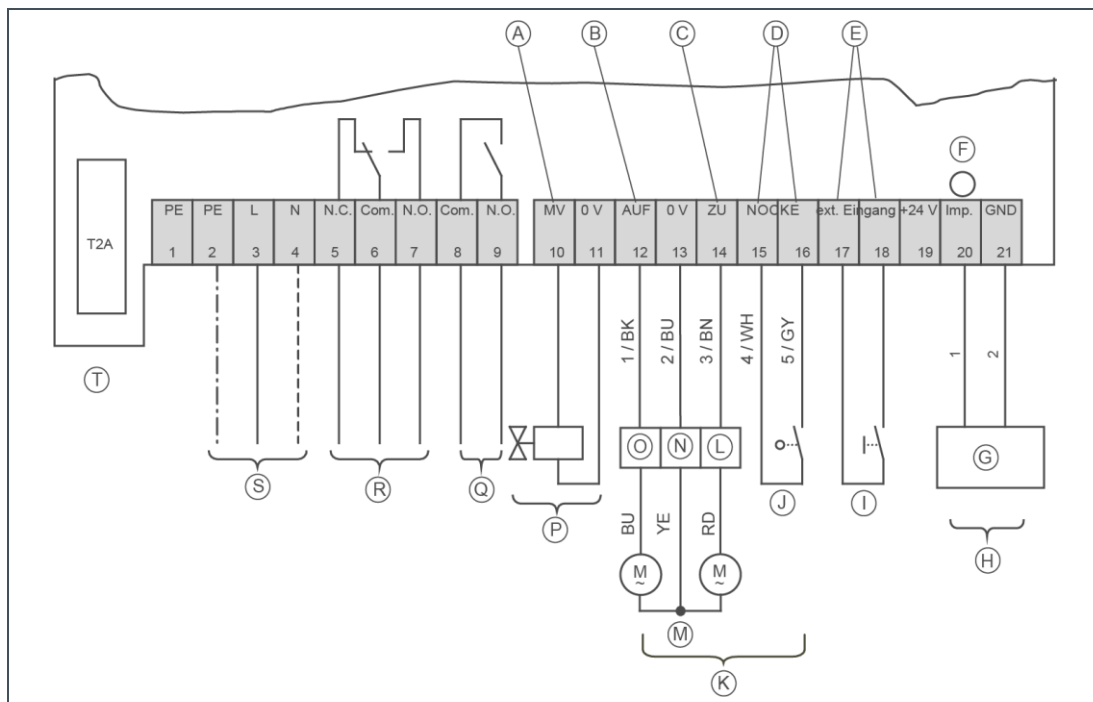 A B C D E
F
T2A
PE PE L N N.C. Com. N.O. Com. N.O. MV 0 V AUF 0 V ZU NOCKE ext. Eingang +24 V Imp. GND
1 2 3 4 5 6 7 8 9 10 11 12 13 14 15 16 17 18 19 20 21
1 / BK
2 / BU
3 / BN
4 / WH
5 / GY
1
2
T
O N L
G
S R Q J I
P
BU
YE
RD
H
M
~
M
~
M
K